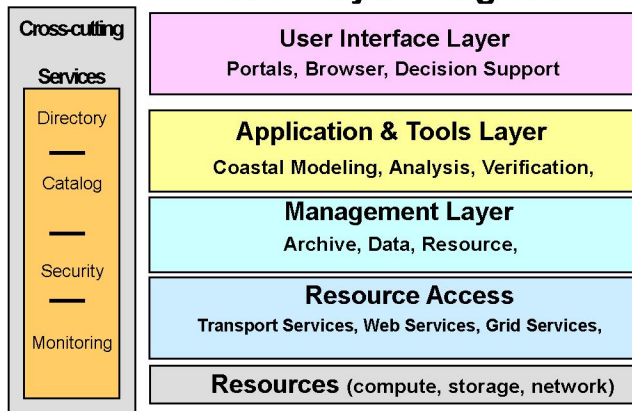 Cross-cutting
Services
Directory
Catalog
Security
Monitoring
User Interface Layer
Portals, Browser, Decision Support
Application & Tools Layer
Coastal Modeling, Analysis, Verification,
Management Layer
Archive, Data, Resource,
Resource Access
Transport Services, Web Services, Grid Services,
Resources (compute, storage, network)